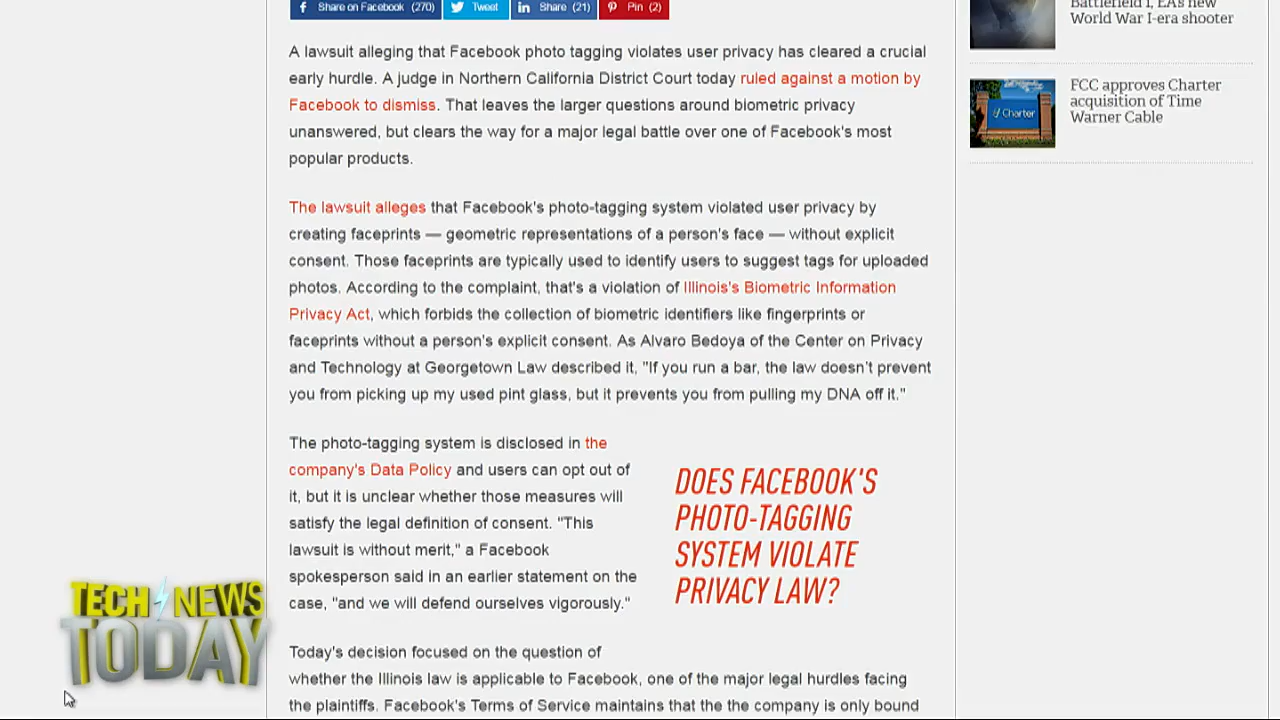 Share on Facebook (270) Tweet in Share (21) Pin (2)
A lawsuit alleging that Facebook photo tagging violates user privacy has cleared a crucial
early hurdle. A judge in Northern California District Court today ruled against a motion by
Facebook to dismiss. That leaves the larger questions around biometric privacy
unanswered, but clears the way for a major legal battle over one of Facebook's most
popular products.
The lawsuit alleges that Facebook's photo-tagging system violated user privacy by
creating faceprints — geometric representations of a person's face — without explicit
consent. Those faceprints are typically used to identify users to suggest tags for uploaded
photos. According to the complaint, that's a violation of Illinois's Biometric Information
Privacy Act, which forbids the collection of biometric identifiers like fingerprints or
faceprints without a person's explicit consent. As Alvaro Bedoya of the Center on Privacy
and Technology at Georgetown Law described it, "If you run a bar, the law doesn't prevent
you from picking up my used pint glass, but it prevents you from pulling my DNA off it."
The photo-tagging system is disclosed in the
company's Data Policy and users can opt out of
it, but it is unclear whether those measures will
satisfy the legal definition of consent. "This
lawsuit is without merit," a Facebook
spokesperson said in an earlier statement on the
case, "and we will defend ourselves vigorously."
DOES FACEBOOK'S
PHOTO-TAGGING
SYSTEM VIOLATE
PRIVACY LAW?
Today's decision focused on the question of
whether the Illinois law is applicable to Facebook, one of the major legal hurdles facing
the plaintiffs. Facebook's Terms of Service maintains that the the company is only bound
Battlefield 1, EA's new
World War I-era shooter
Charter
FCC approves Charter
acquisition of Time
Warner Cable
TECH NEWS
TODAY